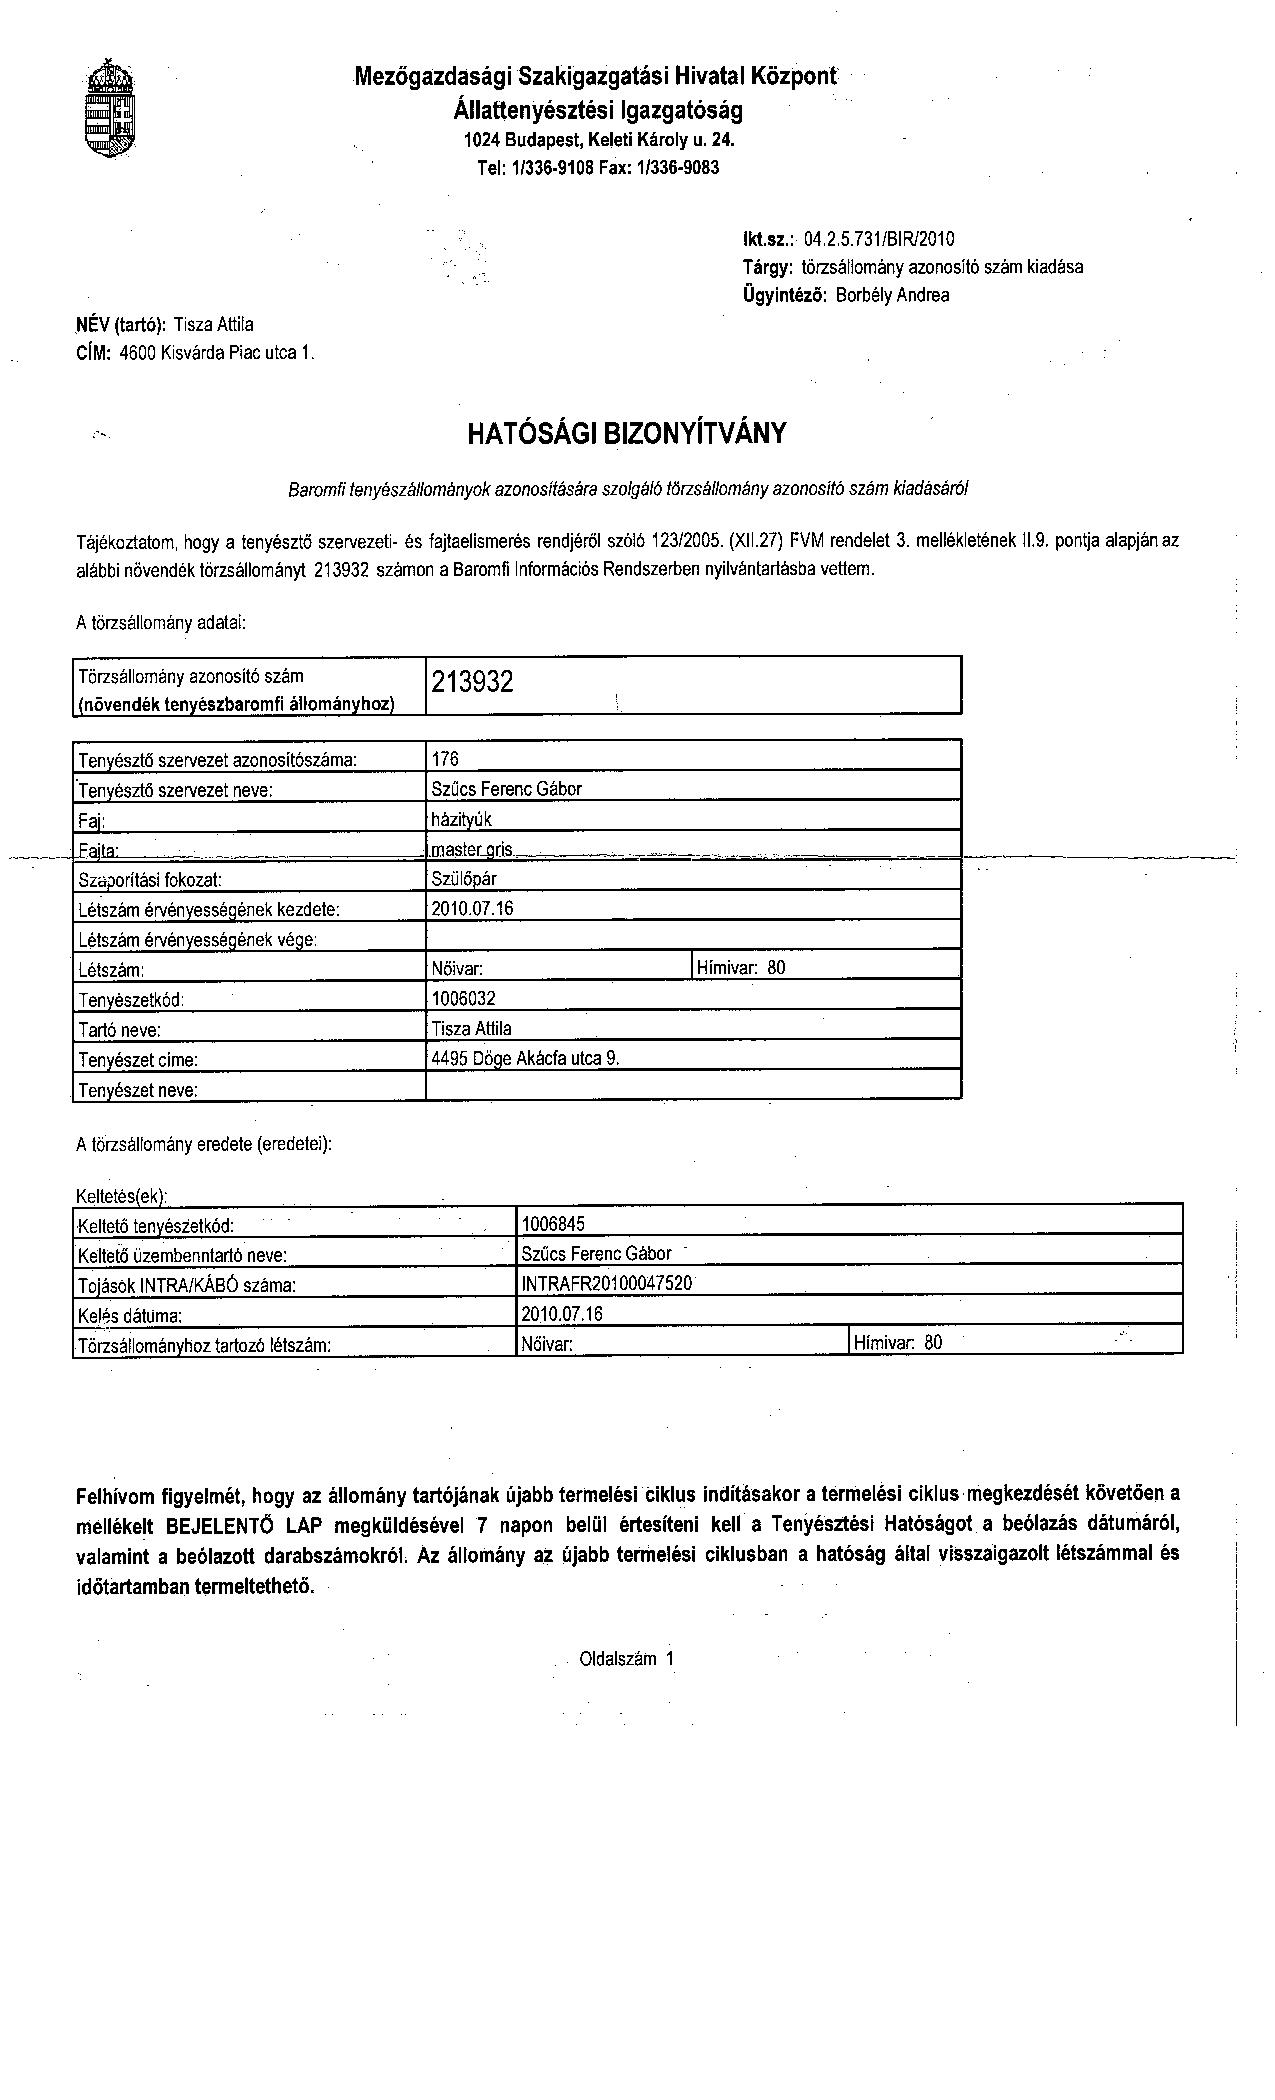 Mezőgazdasági Szakigazgatási Hivatal Központ
Állattenyésztési Igazgatóság
1024 Budapest, Keleti Károly u. 24.
Tel: 1/336-9108 Fax: 1/336-9083
Ikt.sz.: 04.2.5.731/BIR/2010
Tárgy: törzsállomány azonosító szám kiadása
Ügyintéző: Borbély Andrea
NÉV (tartó): Tisza Attila
CÍM: 4600 Kisvárda Piac utca 1.
HATÓSÁGI BIZONYÍTVÁNY
Baromfi tenyészállományok azonosítására szolgáló törzsállomány azonosító szám kiadásáról
Tájékoztatom, hogy a tenyésztő szervezeti- és fajtaelismerés rendjéről szóló 123/2005. (XII.27) FVM rendelet 3. mellékletének II.9. pontja alapján az
alábbi növendék törzsállományt 213932 számon a Baromfi Információs Rendszerben nyilvántartásba vettem.
A törzsállomány adatai:
Törzsállomány azonosító szám
(növendék tenyészbaromfi állományhoz) 213932
Tenyésztő szervezet azonosítószáma: 176
Tenyésztő szervezet neve: Szűcs Ferenc Gábor
Faj: házityúk
Fajta: master gris
Szaporítási fokozat: Szülőpár
Létszám érvényességének kezdete: 2010.07.16
Létszám érvényességének vége:
Létszám: Nőivar: Hímivar: 80
Tenyészetkód: 1006032
Tartó neve: Tisza Attila
Tenyészet címe: 4495 Döge Akácfa utca 9.
Tenyészet neve:
A törzsállomány eredete (eredetei):
Keltetés(ek):
Keltető tenyészetkód: 1006845
Keltető üzembenntartó neve: Szűcs Ferenc Gábor
Tojások INTRA/KÁBÓ száma: INTRAFR20100047520
Kelés dátuma: 2010.07.16
Törzsállományhoz tartozó létszám: Nőivar: Hímivar: 80
Felhívom figyelmét, hogy az állomány tartójának újabb termelési ciklus indításakor a termelési ciklus megkezdését követően a
mellékelt BEJELENTŐ LAP megküldésével 7 napon belül értesíteni kell a Tenyésztési Hatóságot a beólazás dátumáról,
valamint a beólazott darabszámokról. Az állomány az újabb termelési ciklusban a hatóság által visszaigazolt létszámmal és
időtartamban termeltethető.
Oldalszám 1